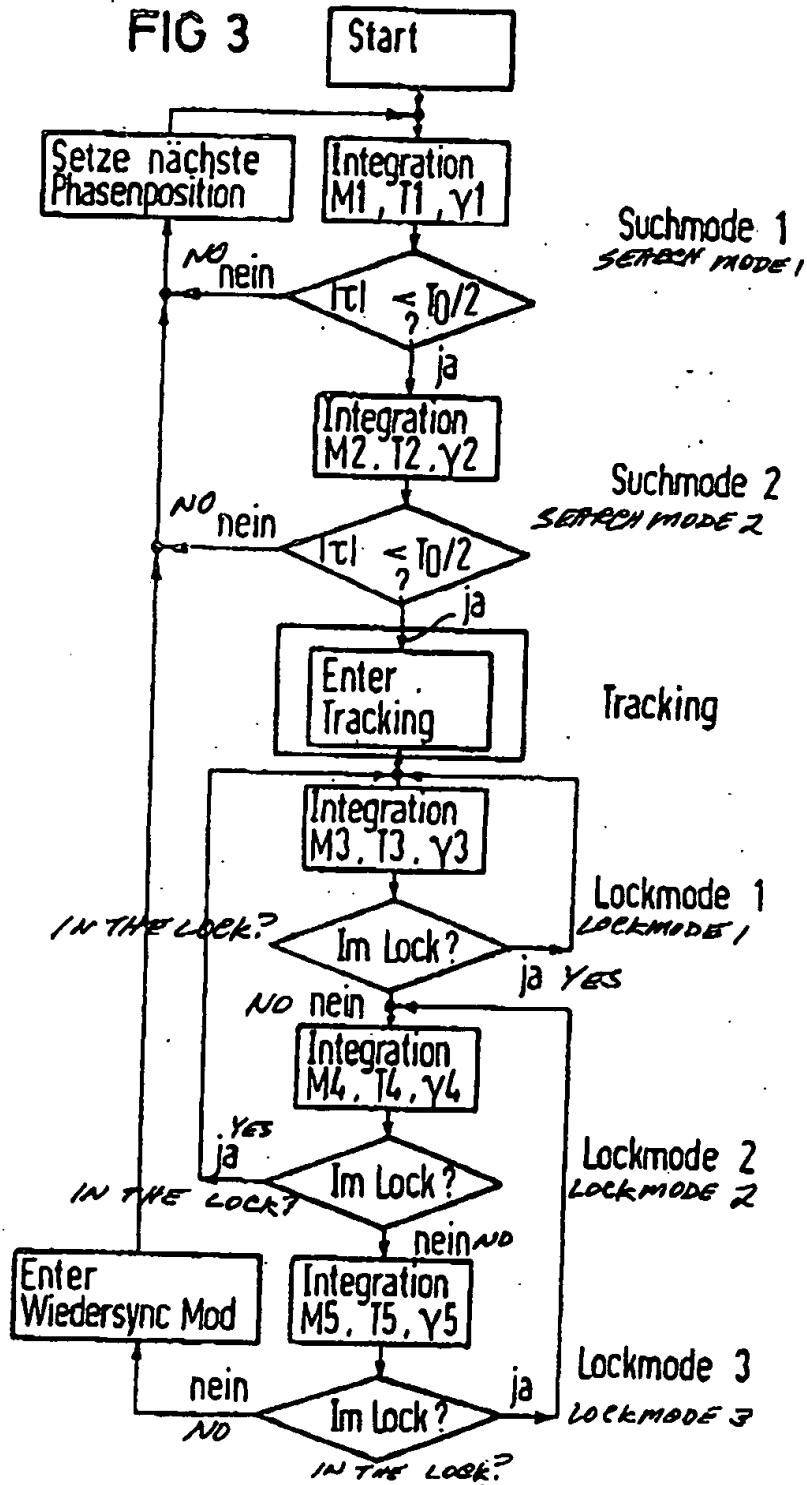 FIG 3
Start
Setze nächste
Phasenposition
Integration
M1, T1, γ1
Suchmode 1
SEARCH MODE 1
NO nein
|τ| < T0/2
?
ja
Integration
M2, T2, γ2
Suchmode 2
SEARCH MODE 2
NO nein
|τ| < T0/2
?
ja
Enter
Tracking
Tracking
Integration
M3, T3, γ3
Lockmode 1
LOCKMODE 1
IN THE LOCK?
Im Lock?
ja YES
NO nein
Integration
M4, T4, γ4
YES
ja
Im Lock?
Lockmode 2
LOCKMODE 2
IN THE LOCK?
nein NO
Enter
Wiedersync Mod
Integration
M5, T5, γ5
Lockmode 3
LOCKMODE 3
nein
NO
Im Lock?
ja
IN THE LOCK?